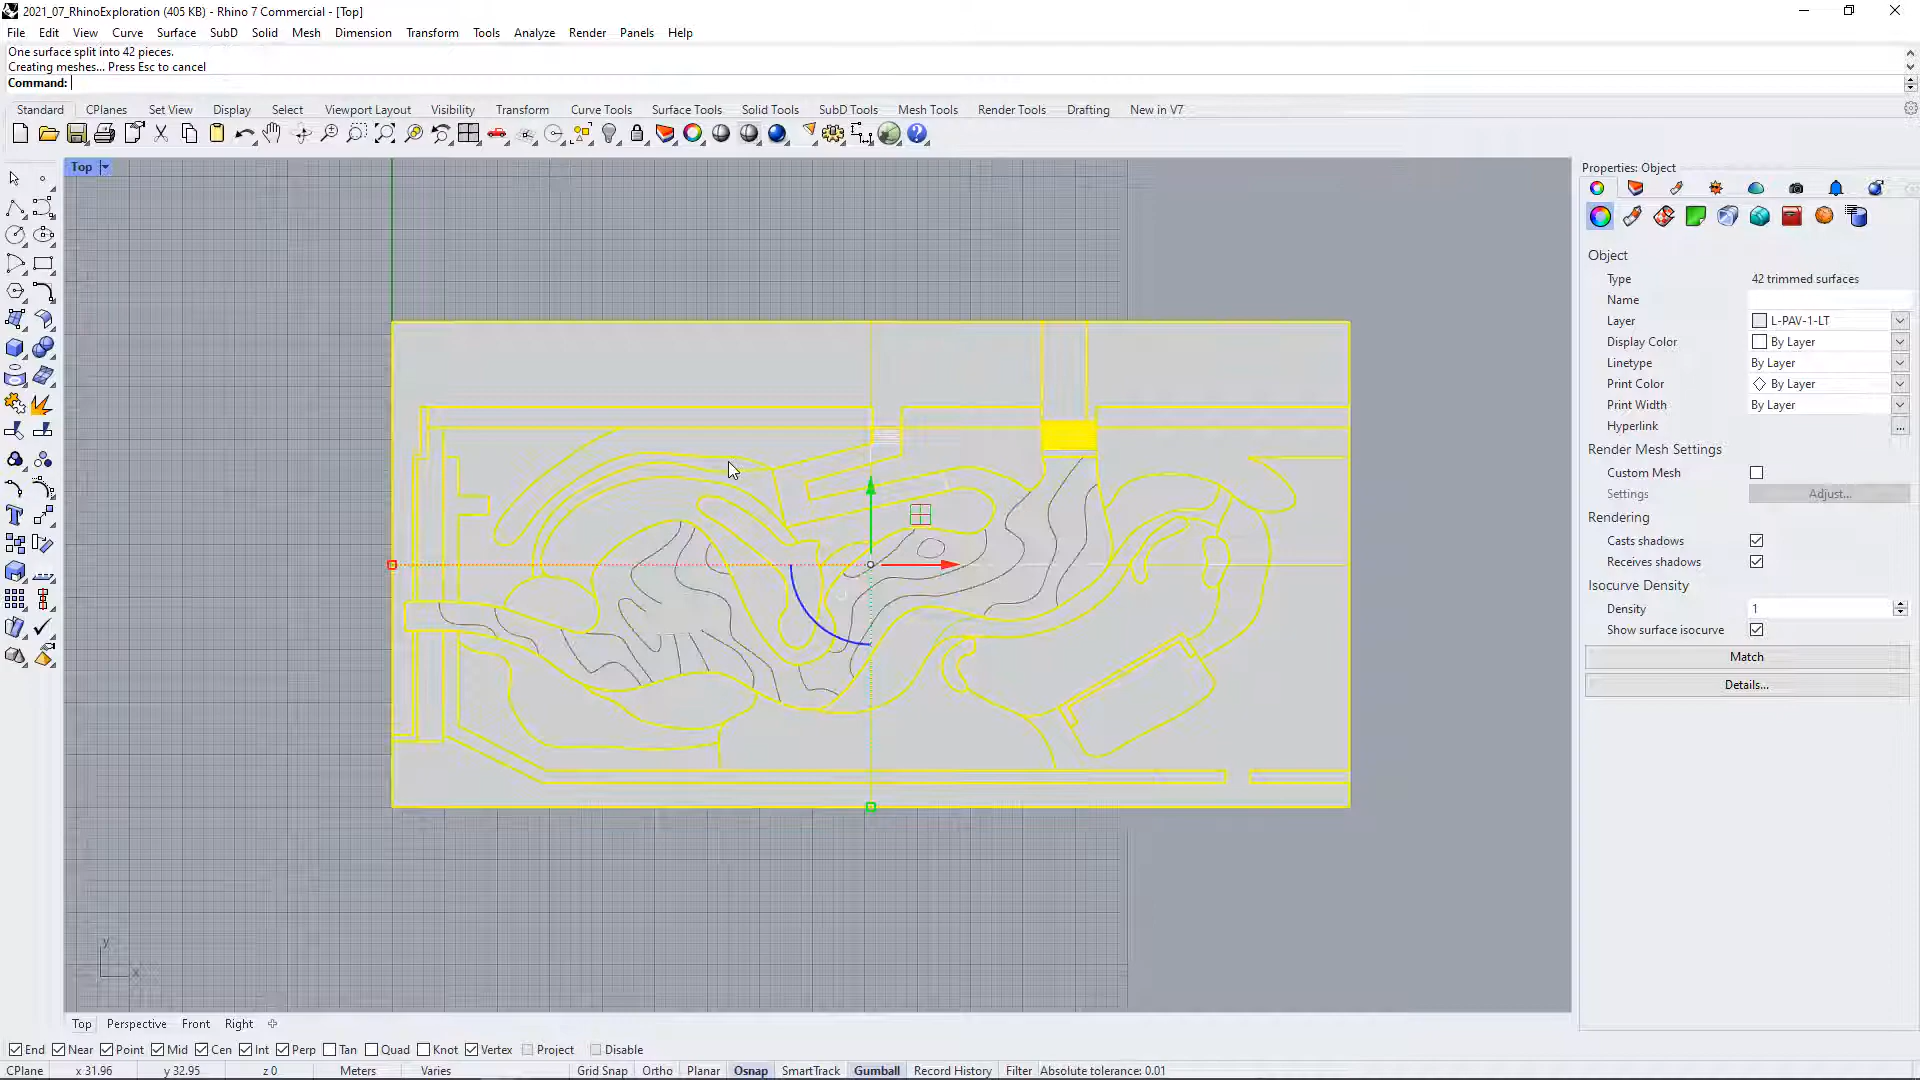 2021_07_RhinoExploration (405 KB) - Rhino 7 Commercial - [Top]
File Edit View Curve Surface SubD Solid Mesh Dimension Transform Tools Analyze Render Panels Help
One surface split into 42 pieces.
Creating meshes... Press Esc to cancel
Command:
Standard CPlanes Set View Display Select Viewport Layout Visibility Transform Curve Tools Surface Tools Solid Tools SubD Tools Mesh Tools Render Tools Drafting New in V7
Top
Properties: Object
Object
Type 42 trimmed surfaces
Name
Layer L-PAV-1-LT
Display Color By Layer
Linetype By Layer
Print Color By Layer
Print Width By Layer
Hyperlink ...
Render Mesh Settings
Custom Mesh
Settings Adjust...
Rendering
Casts shadows
Receives shadows
Isocurve Density
Density 1
Show surface isocurve
Match
Details...
y
x
Top Perspective Front Right
End Near Point Mid Cen Int Perp Tan Quad Knot Vertex Project Disable
CPlane x 31.96 y 32.95 z 0 Meters Varies Grid Snap Ortho Planar Osnap SmartTrack Gumball Record History Filter Absolute tolerance: 0.01